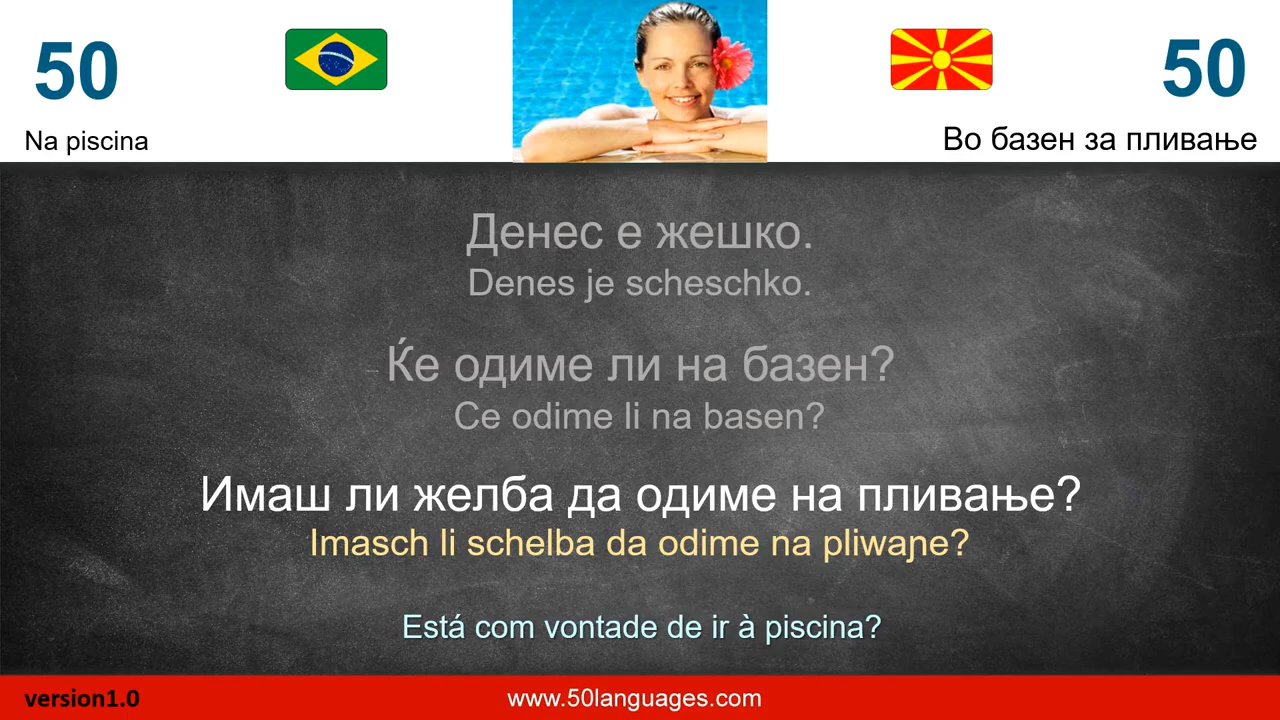 50
50
Na piscina
Во базен за пливање
Денес е жешко.
Denes je scheschko.
Ќе одиме ли на базен?
Ce odime li na basen?
Имаш ли желба да одиме на пливање?
Imasch li schelba da odime na pliwaɲe?
Está com vontade de ir à piscina?
version1.0
www.50languages.com